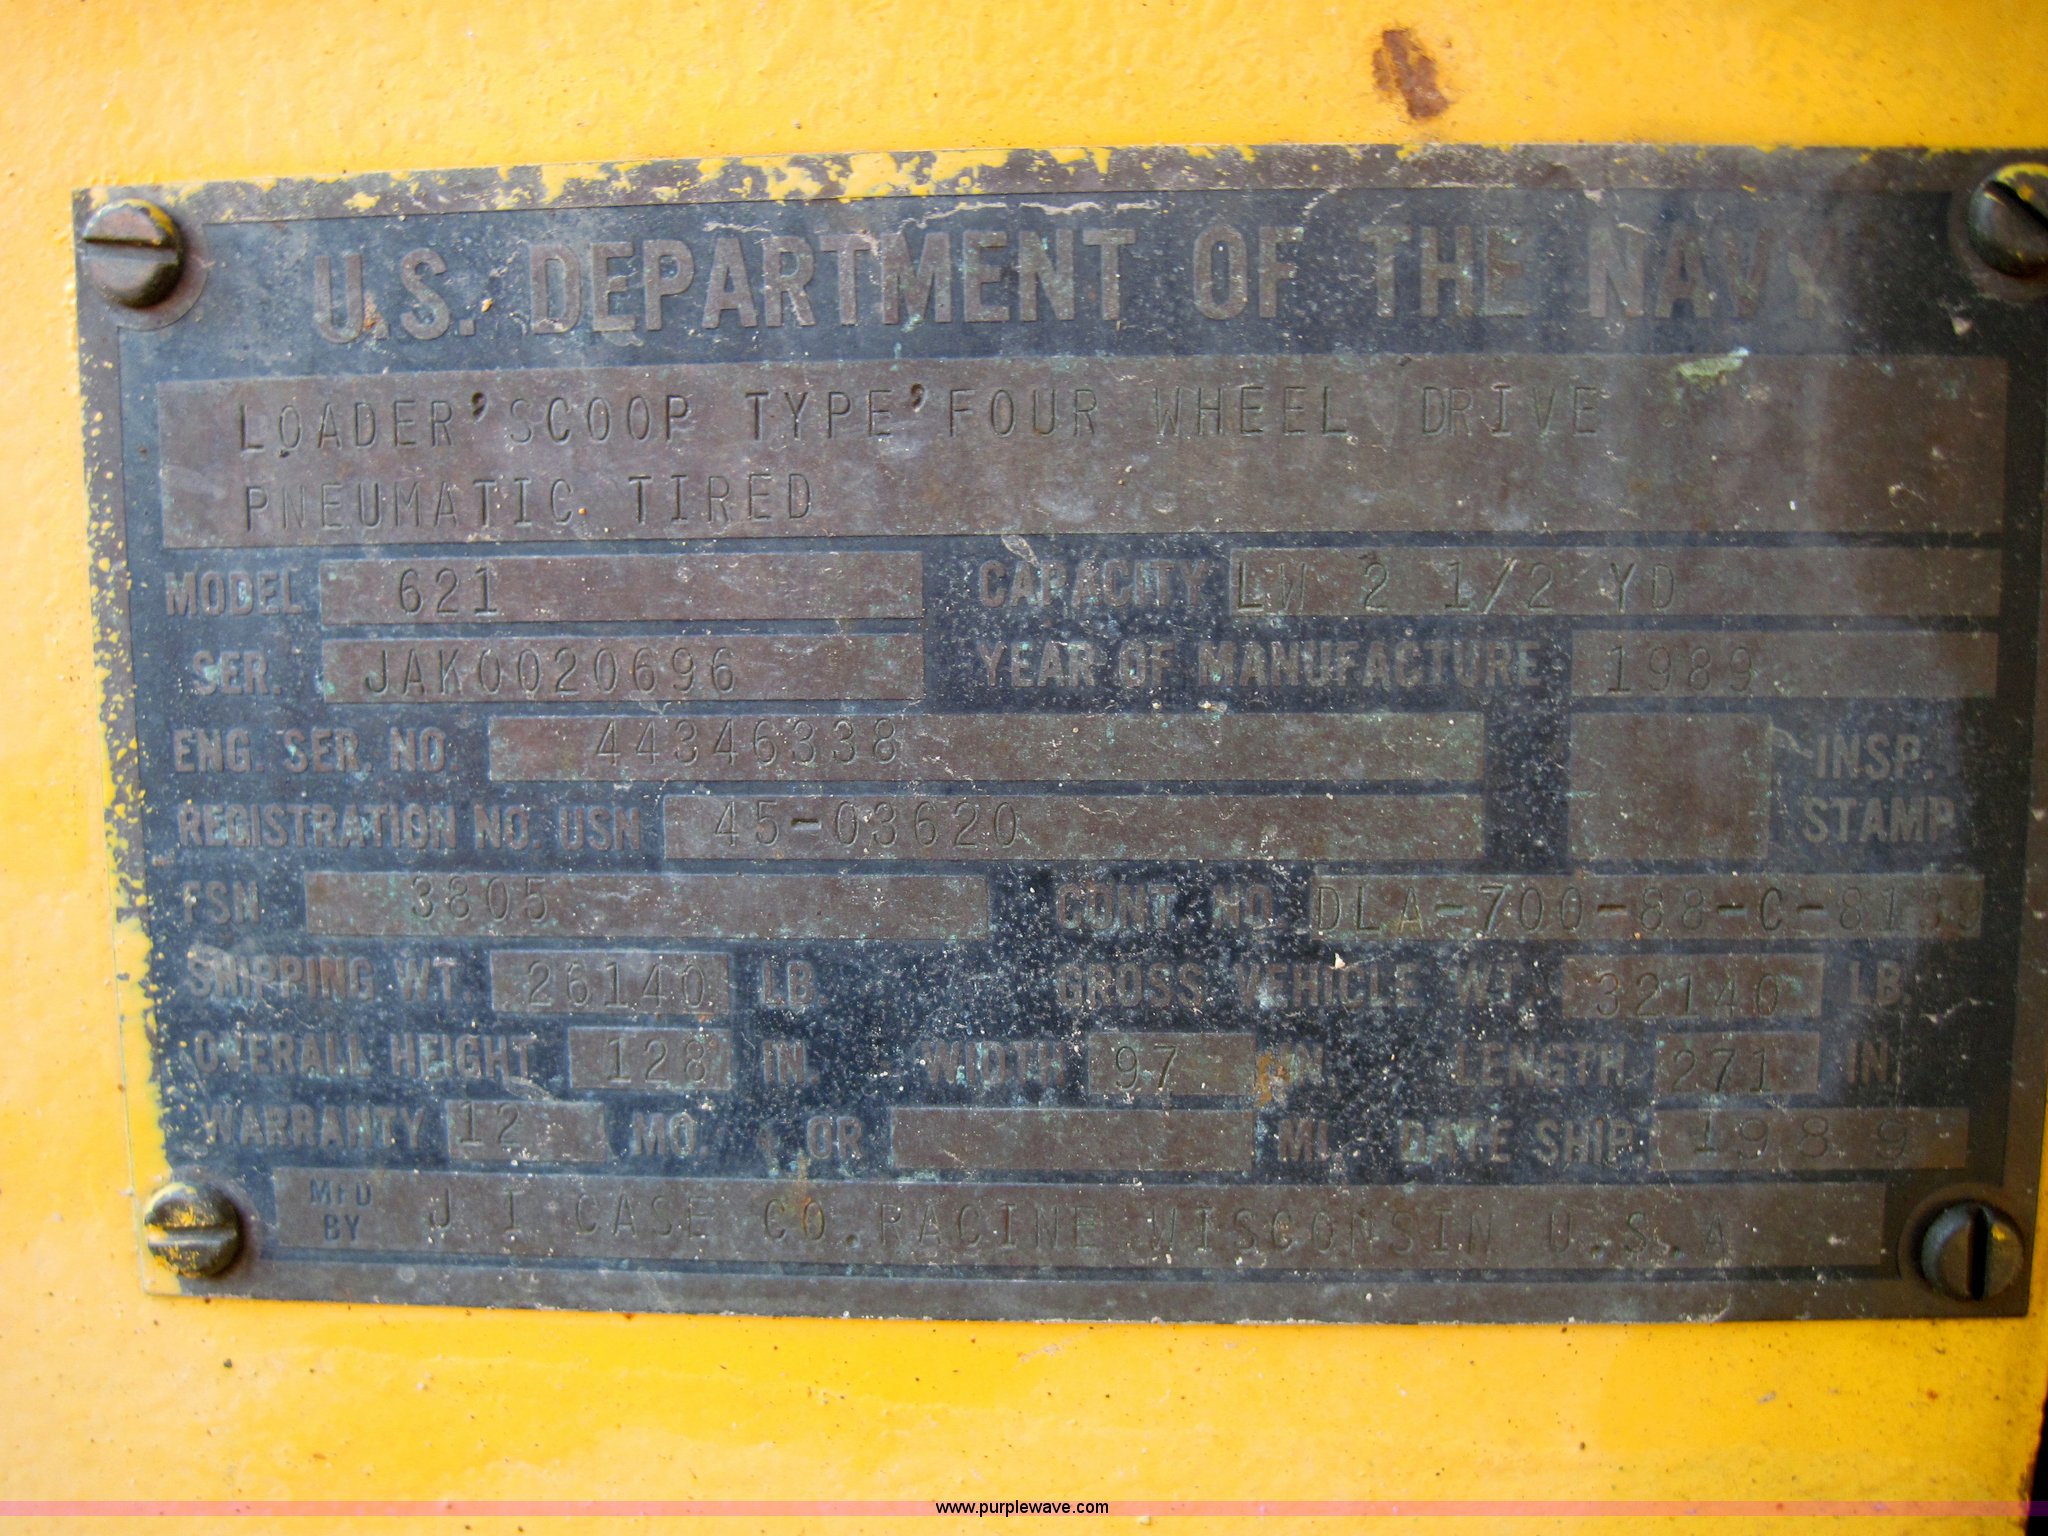 U.S. DEPARTMENT OF THE NAVY
LOADER'SCOOP TYPE'FOUR WHEEL DRIVE
PNEUMATIC TIRED
MODEL 621 CAPACITY LW 2 1/2 YD
SER. JAK0020696 YEAR OF MANUFACTURE 1989
ENG. SER. NO. 44346338 INSP. STAMP
REGISTRATION NO. USN 45-03620
FSN 3805 CONT. NO. DLA-700-88-C-8139
SHIPPING WT. 26140 LB. GROSS VEHICLE WT. 32140 LB.
OVERALL HEIGHT 128 IN. WIDTH 97 IN. LENGTH 271 IN.
WARRANTY 12 MO. OR MI. DATE SHIP. 1989
MFD BY J I CASE CO.RACINE WISCONSIN U.S.A
www.purplewave.com